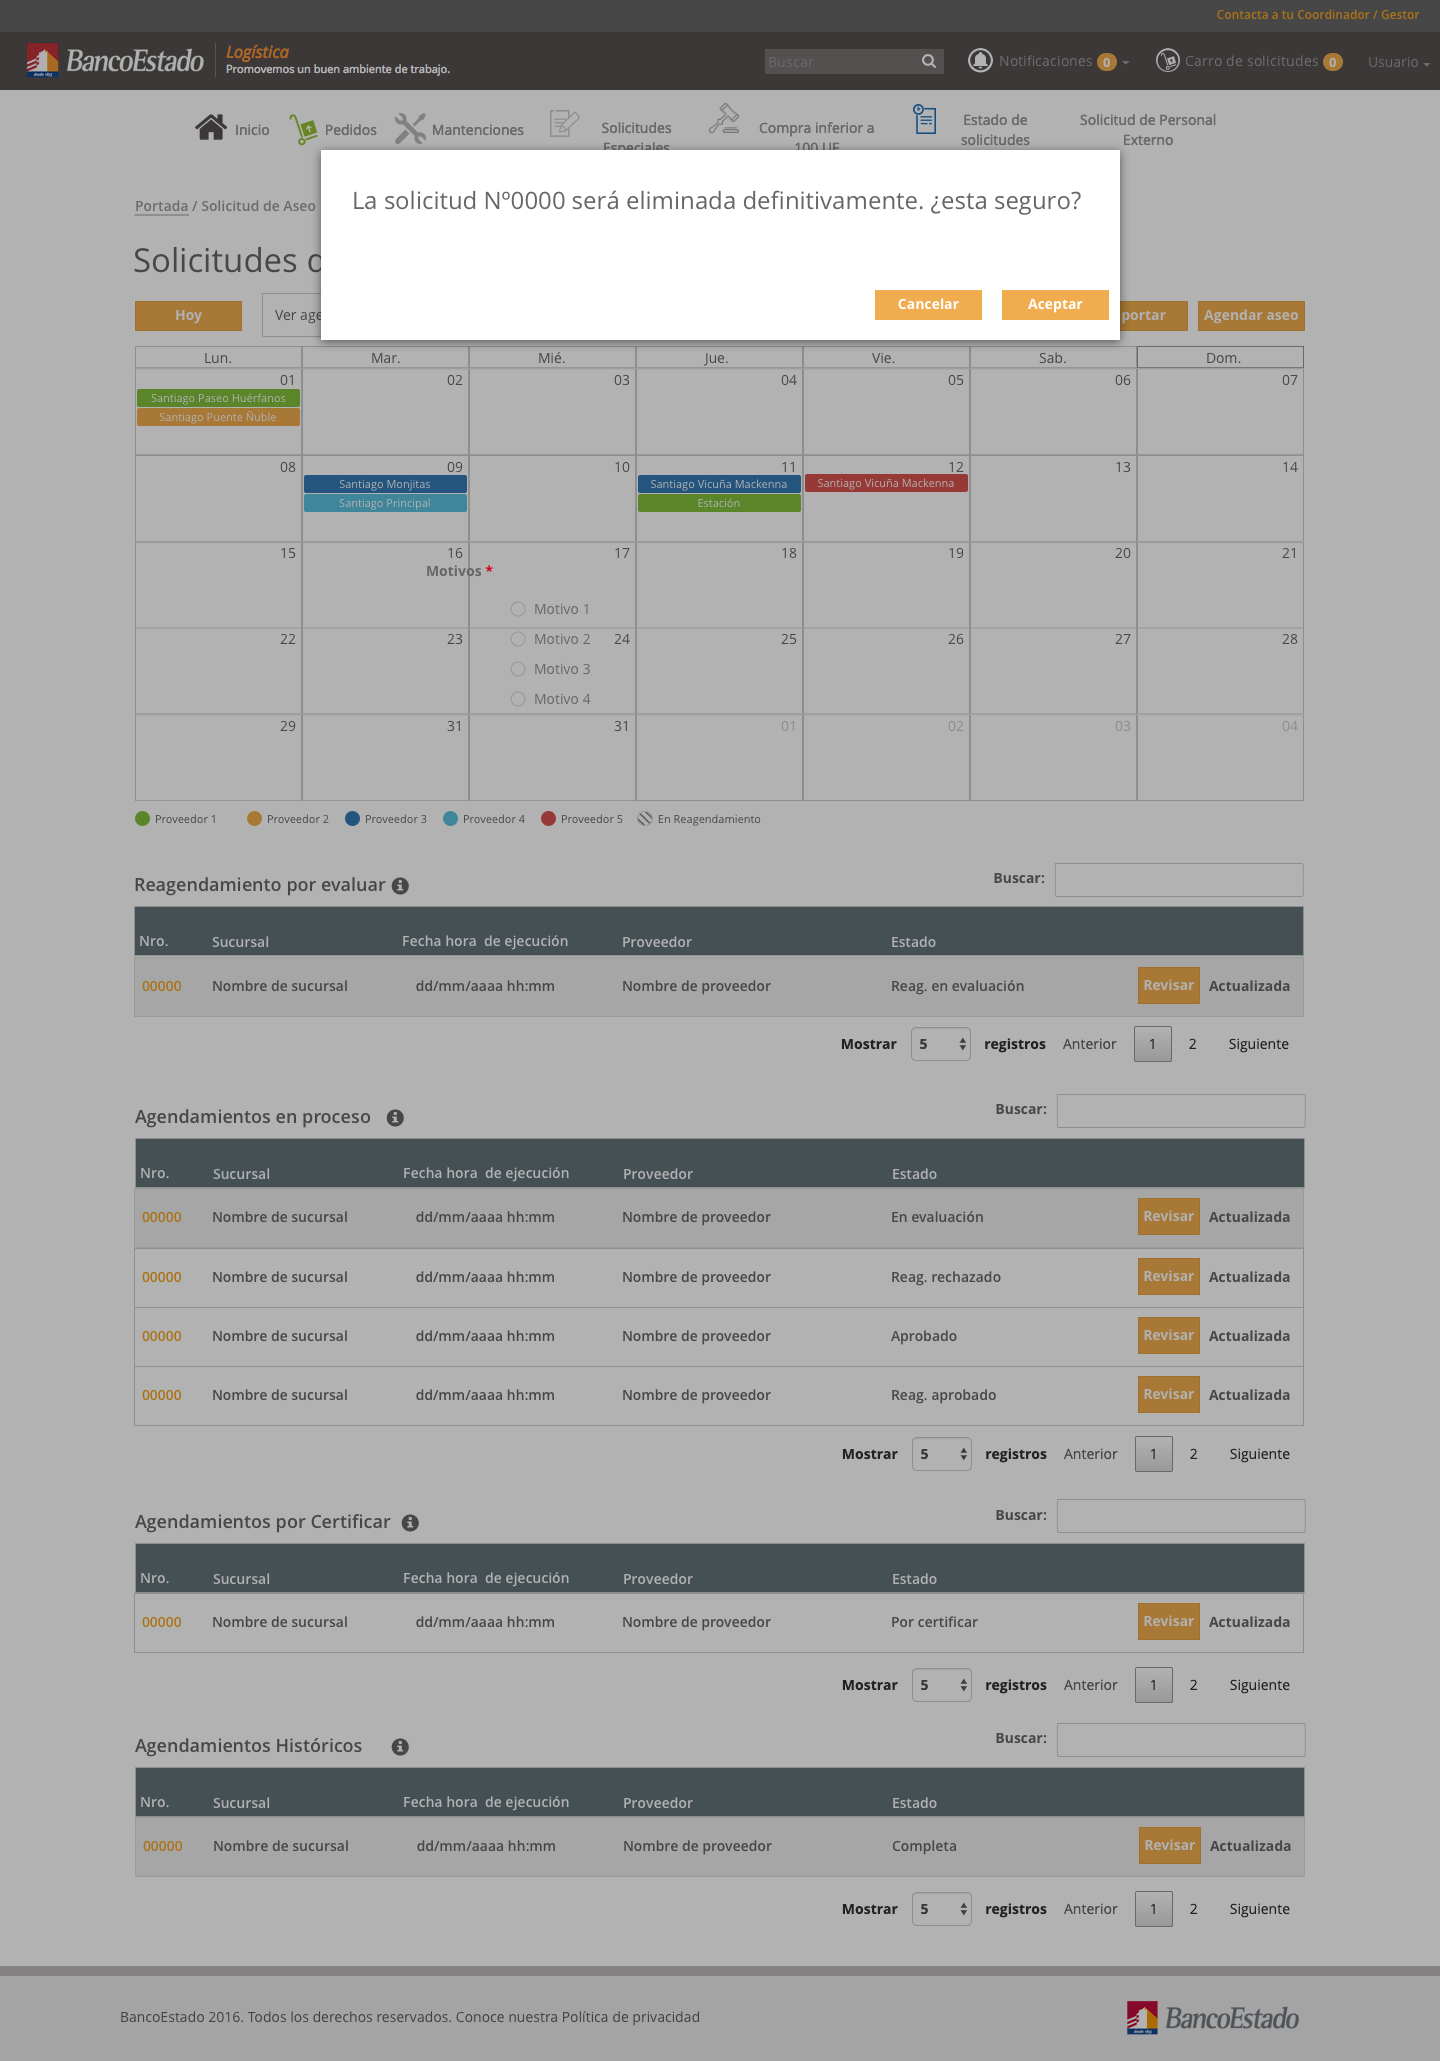 Contacta a tu Coordinador / Gestor
BancoEstado
desde 1855
Logística
Promovemos un buen ambiente de trabajo.
Buscar
Notificaciones 0
Carro de solicitudes 0
Usuario
Inicio
Pedidos
Mantenciones
Solicitudes
Especiales
Compra inferior a
100 UF
Estado de
solicitudes
Solicitud de Personal
Externo
Portada / Solicitud de Aseo
La solicitud Nº0000 será eliminada definitivamente. ¿esta seguro?
Cancelar
Aceptar
Solicitudes d
Hoy
Ver age
portar
Agendar aseo
Lun. Mar. Mié. Jue. Vie. Sab. Dom.
01 02 03 04 05 06 07
Santiago Paseo Huérfanos
Santiago Puente Ñuble
08 09 10 11 12 13 14
Santiago Monjitas Santiago Vicuña Mackenna Santiago Vicuña Mackenna
Santiago Principal Estación
15 16 17 18 19 20 21
Motivos *
Motivo 1
22 23 Motivo 2 24 25 26 27 28
Motivo 3
Motivo 4
29 31 31 01 02 03 04
Proveedor 1 Proveedor 2 Proveedor 3 Proveedor 4 Proveedor 5 En Reagendamiento
Reagendamiento por evaluar
Buscar:
Nro. Sucursal Fecha hora de ejecución Proveedor Estado
00000 Nombre de sucursal dd/mm/aaaa hh:mm Nombre de proveedor Reag. en evaluación Revisar Actualizada
Mostrar 5 registros Anterior 1 2 Siguiente
Agendamientos en proceso
Buscar:
Nro. Sucursal Fecha hora de ejecución Proveedor Estado
00000 Nombre de sucursal dd/mm/aaaa hh:mm Nombre de proveedor En evaluación Revisar Actualizada
00000 Nombre de sucursal dd/mm/aaaa hh:mm Nombre de proveedor Reag. rechazado Revisar Actualizada
00000 Nombre de sucursal dd/mm/aaaa hh:mm Nombre de proveedor Aprobado Revisar Actualizada
00000 Nombre de sucursal dd/mm/aaaa hh:mm Nombre de proveedor Reag. aprobado Revisar Actualizada
Mostrar 5 registros Anterior 1 2 Siguiente
Agendamientos por Certificar
Buscar:
Nro. Sucursal Fecha hora de ejecución Proveedor Estado
00000 Nombre de sucursal dd/mm/aaaa hh:mm Nombre de proveedor Por certificar Revisar Actualizada
Mostrar 5 registros Anterior 1 2 Siguiente
Agendamientos Históricos
Buscar:
Nro. Sucursal Fecha hora de ejecución Proveedor Estado
00000 Nombre de sucursal dd/mm/aaaa hh:mm Nombre de proveedor Completa Revisar Actualizada
Mostrar 5 registros Anterior 1 2 Siguiente
BancoEstado 2016. Todos los derechos reservados. Conoce nuestra Política de privacidad
BancoEstado
desde 1855